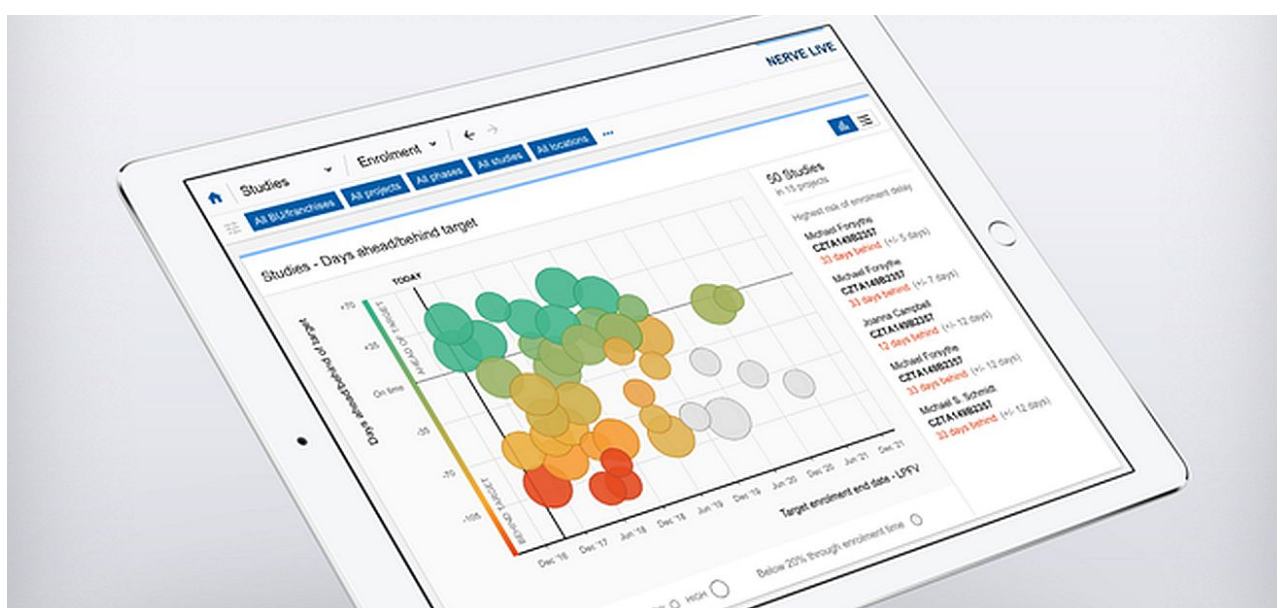 NERVE LIVE
Studies
Enrolment
All BU/franchises
All projects
All phases
All studies
All locations
Studies - Days ahead/behind target
50 Studies
in 15 projects
Highest risk of enrolment delay
Michael Forsythe
CZTA149B2357
33 days behind (+/- 5 days)
Michael Forsythe
CZTA149B2357
33 days behind (+/- 7 days)
Joanna Campbell
CZTA149B2357
12 days behind (+/- 12 days)
Michael Forsythe
CZTA149B2357
33 days behind (+/- 12 days)
Michael S. Schmidt
CZTA149B2357
33 days behind (+/- 12 days)
TODAY
Days ahead/behind of target
+70
+35
On time
-35
-70
-105
AHEAD OF TARGET
BEHIND TARGET
Dec '16
Dec '17
Jun '18
Dec '18
Jun '19
Dec '19
Jun '20
Dec '20
Jun '21
Dec '21
Target enrolment end date - LPFV
HIGH
Below 20% through enrolment time